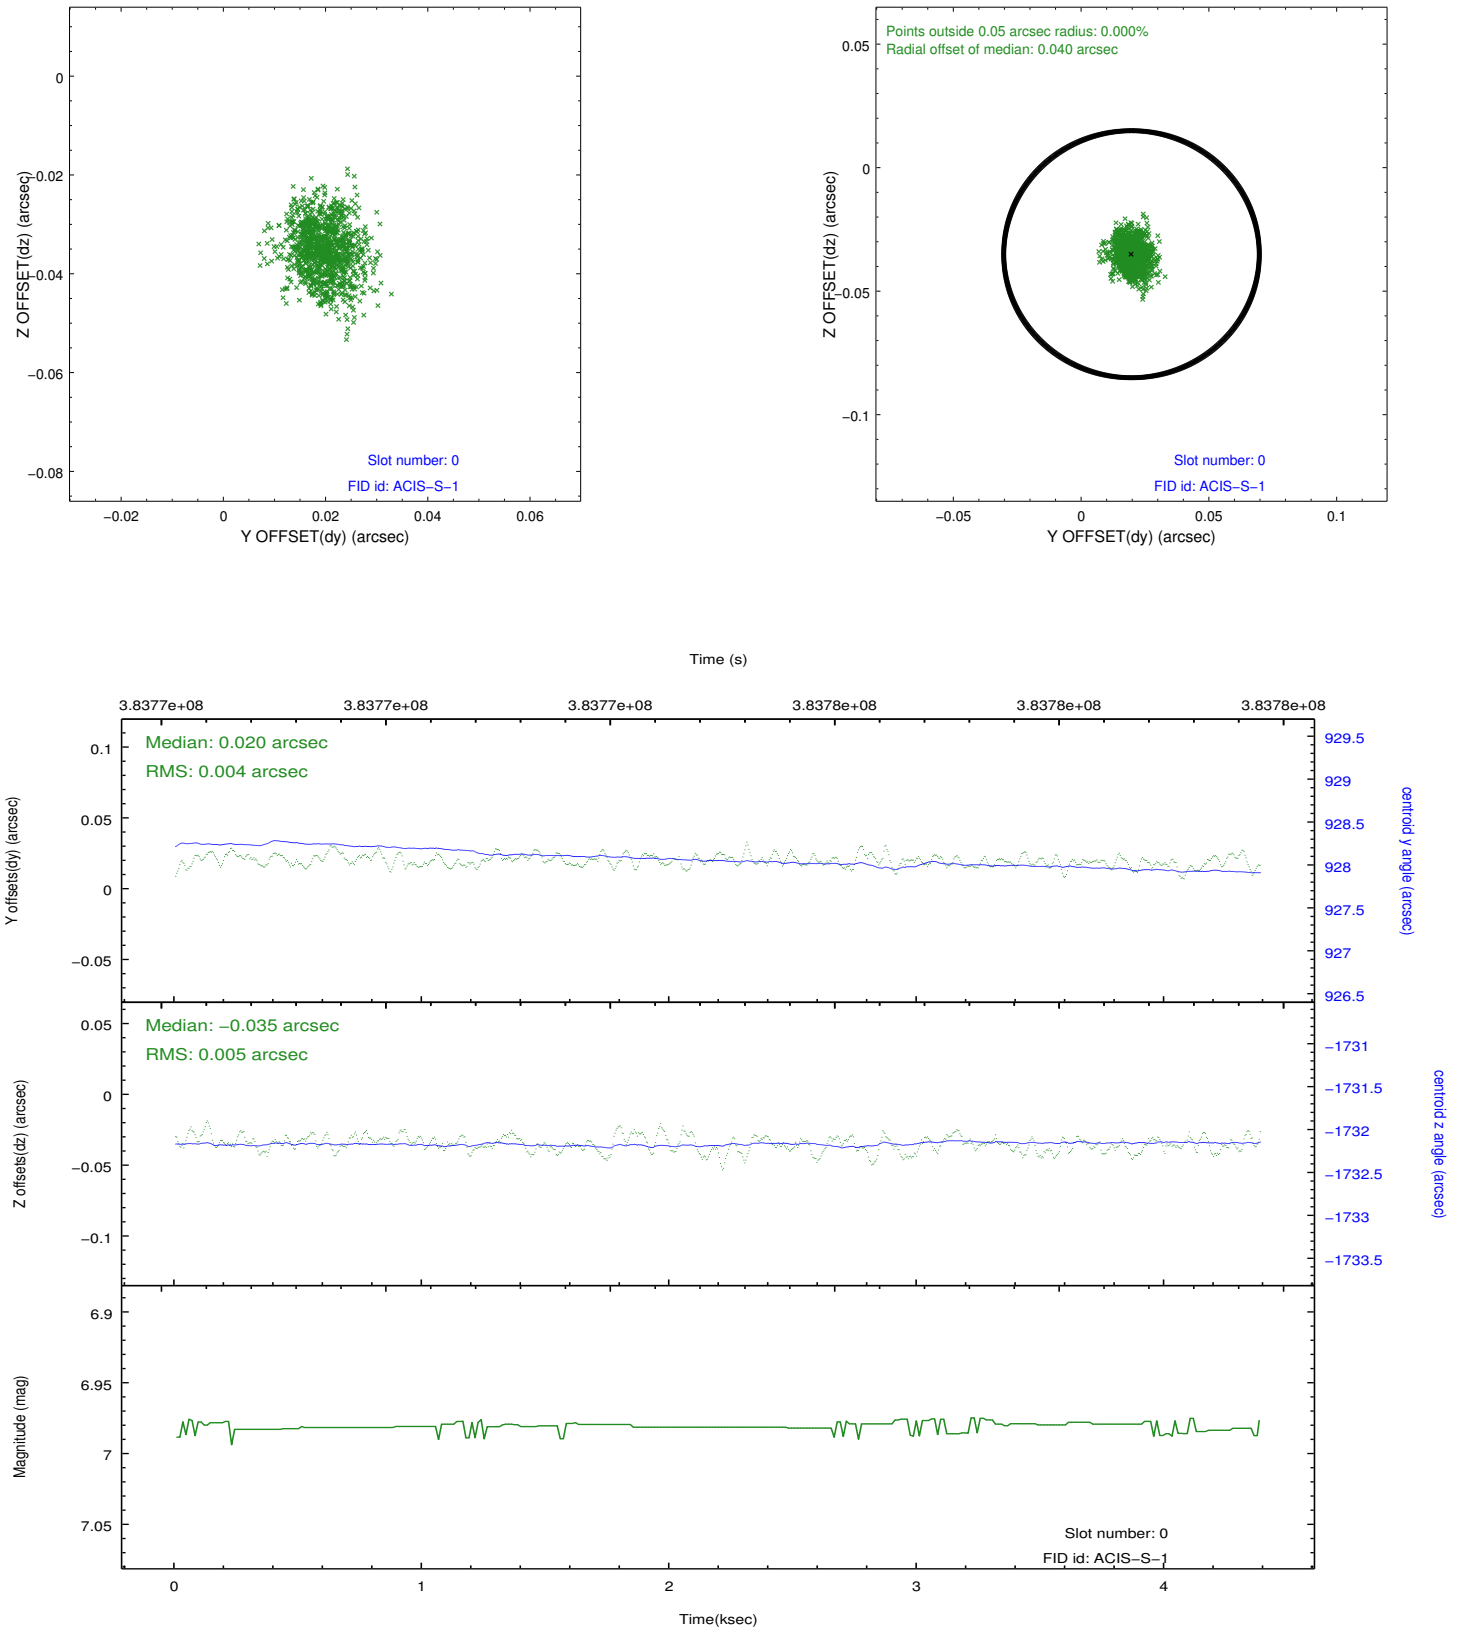 0
−0.02
−0.04
−0.06
−0.08
Z OFFSET(dz) (arcsec)
Slot number: 0
FID id: ACIS−S−1
−0.02 0 0.02 0.04 0.06
Y OFFSET(dy) (arcsec)
Points outside 0.05 arcsec radius: 0.000%
Radial offset of median: 0.040 arcsec
0.05
0
−0.05
−0.1
Z OFFSET(dz) (arcsec)
Slot number: 0
FID id: ACIS−S−1
−0.05 0 0.05 0.1
Y OFFSET(dy) (arcsec)
Time (s)
3.8377e+08 3.8377e+08 3.8377e+08 3.8378e+08 3.8378e+08 3.8378e+08
Median: 0.020 arcsec
RMS: 0.004 arcsec
0.1
0.05
0
−0.05
Y offsets(dy) (arcsec)
929.5
929
928.5
928
927.5
927
926.5
centroid y angle (arcsec)
Median: −0.035 arcsec
RMS: 0.005 arcsec
0.05
0
−0.05
−0.1
Z offsets(dz) (arcsec)
−1731
−1731.5
−1732
−1732.5
−1733
−1733.5
centroid z angle (arcsec)
6.9
6.95
7
7.05
Magnitude (mag)
Slot number: 0
FID id: ACIS−S−1
0 1 2 3 4
Time(ksec)